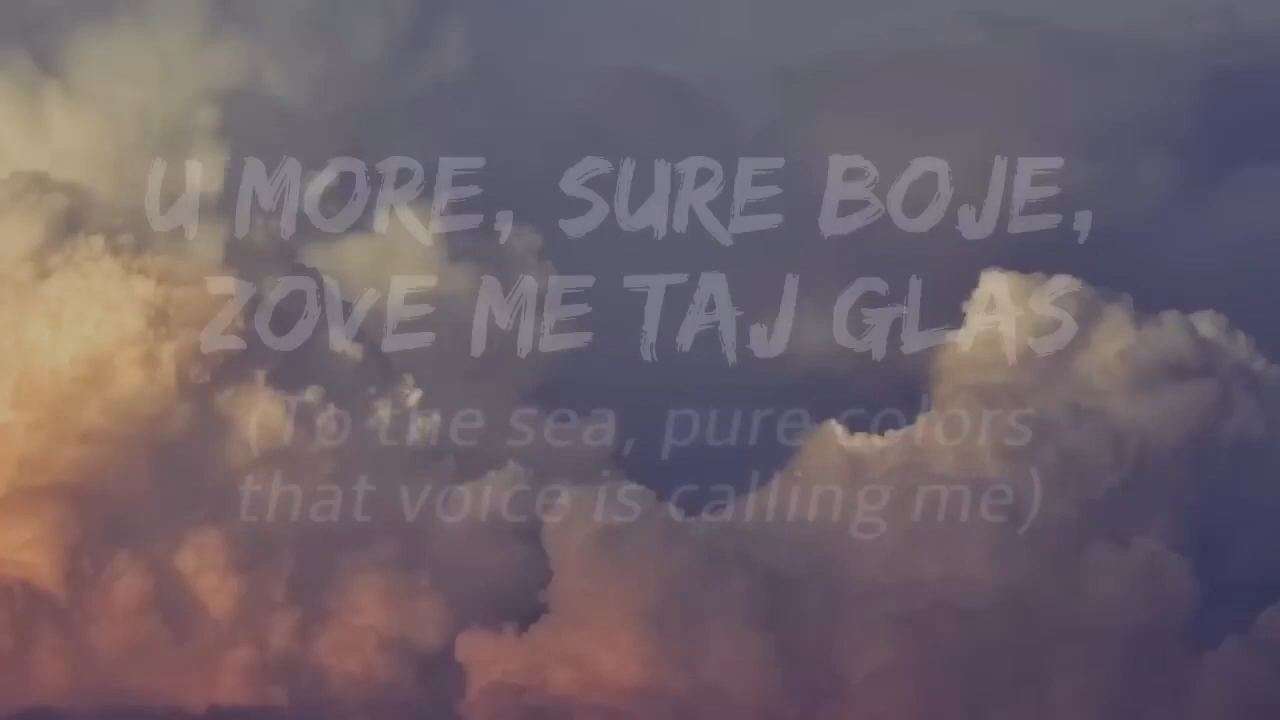 U MORE, SURE BOJE,
ZOVE ME TAJ GLAS
(To the sea, pure colors
that voice is calling me)